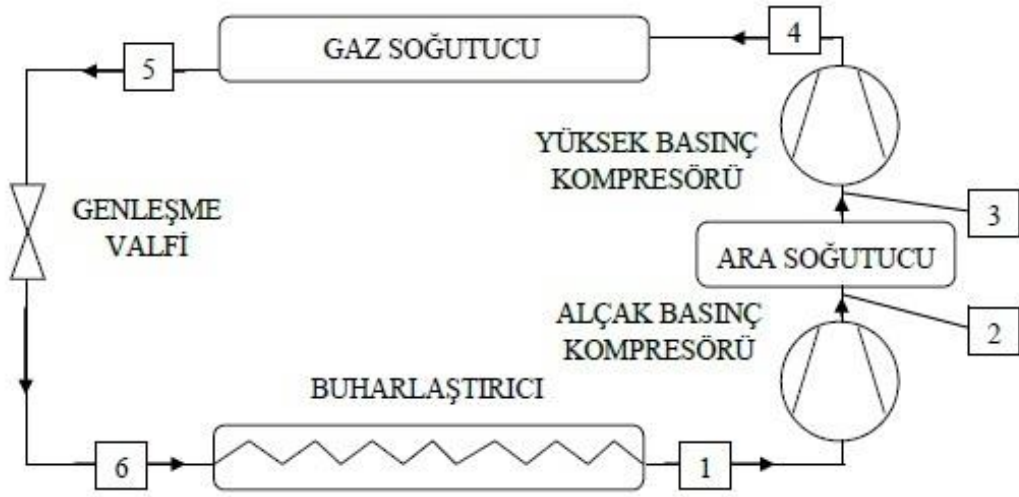 GAZ SOĞUTUCU
4
5
YÜKSEK BASINÇ
KOMPRESÖRÜ
GENLEŞME
VALFİ
3
ARA SOĞUTUCU
ALÇAK BASINÇ
KOMPRESÖRÜ
2
BUHARLAŞTIRICI
6
1